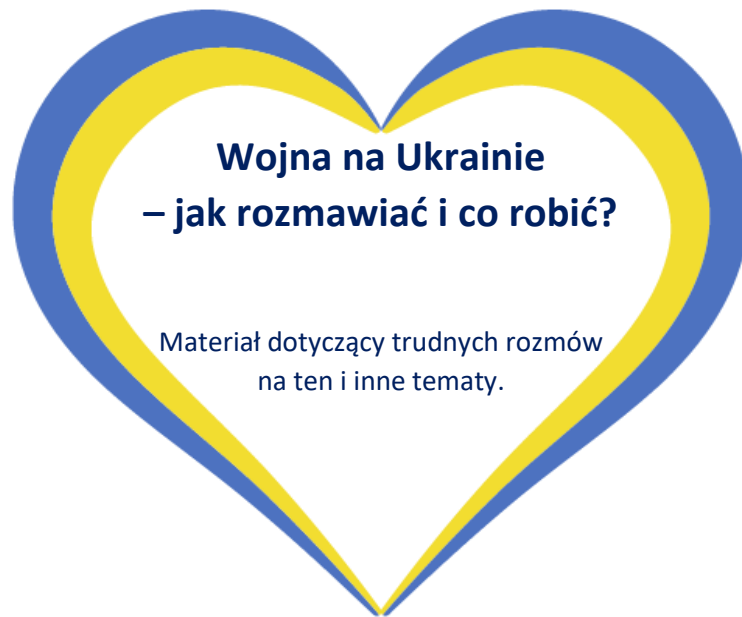 Wojna na Ukrainie
– jak rozmawiać i co robić?
Materiał dotyczący trudnych rozmów
na ten i inne tematy.